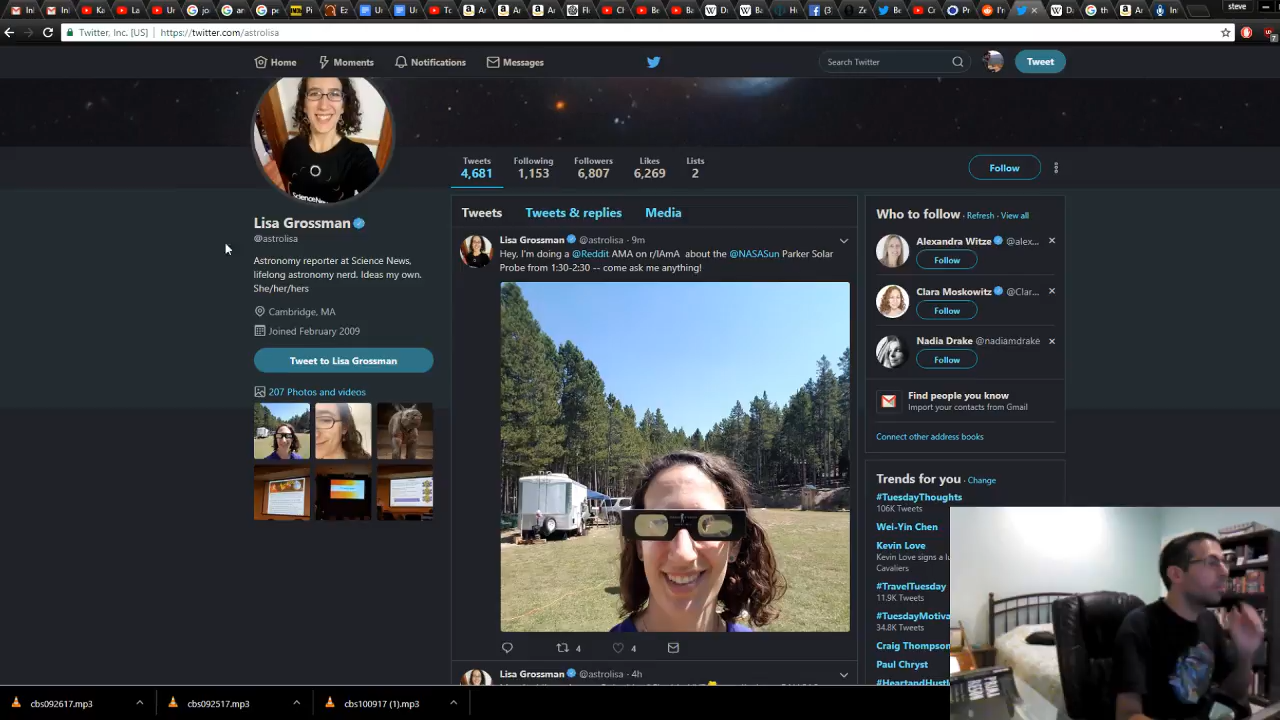 steve
Twitter, Inc. [US] https://twitter.com/astrolisa
Home Moments Notifications Messages Search Twitter Tweet
Tweets Following Followers Likes Lists
4,681 1,153 6,807 6,269 2
Follow
Lisa Grossman
@astrolisa
Astronomy reporter at Science News,
lifelong astronomy nerd. Ideas my own.
She/her/hers
Cambridge, MA
Joined February 2009
Tweet to Lisa Grossman
207 Photos and videos
Tweets Tweets & replies Media
Lisa Grossman @astrolisa · 9m
Hey, I'm doing a @Reddit AMA on r/IAmA about the @NASASun Parker Solar
Probe from 1:30-2:30 -- come ask me anything!
4 4
Lisa Grossman @astrolisa · 4h
Who to follow · Refresh · View all
Alexandra Witze @alex...
Follow
Clara Moskowitz @Clar...
Follow
Nadia Drake @nadiamdrake
Follow
Find people you know
Import your contacts from Gmail
Connect other address books
Trends for you · Change
#TuesdayThoughts
106K Tweets
Wei-Yin Chen
Kevin Love
Kevin Love signs a
Cavaliers
#TravelTuesday
11.9K Tweets
#TuesdayMotiva
34.8K Tweets
Craig Thompson
Paul Chryst
#HeartandHustl
cbs092617.mp3 cbs092517.mp3 cbs100917 (1).mp3